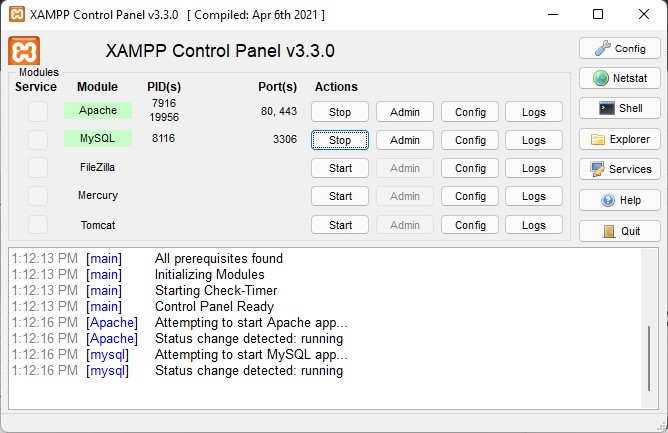 XAMPP Control Panel v3.3.0 [ Compiled: Apr 6th 2021 ]
XAMPP Control Panel v3.3.0
Config
Modules
Service Module PID(s) Port(s) Actions
Netstat
Apache 7916 19956 80, 443 Stop Admin Config Logs
Shell
MySQL 8116 3306 Stop Admin Config Logs
Explorer
FileZilla Start Admin Config Logs
Services
Mercury Start Admin Config Logs
Help
Tomcat Start Admin Config Logs
Quit
1:12:13 PM [main] All prerequisites found
1:12:13 PM [main] Initializing Modules
1:12:13 PM [main] Starting Check-Timer
1:12:13 PM [main] Control Panel Ready
1:12:16 PM [Apache] Attempting to start Apache app...
1:12:16 PM [Apache] Status change detected: running
1:12:16 PM [mysql] Attempting to start MySQL app...
1:12:16 PM [mysql] Status change detected: running